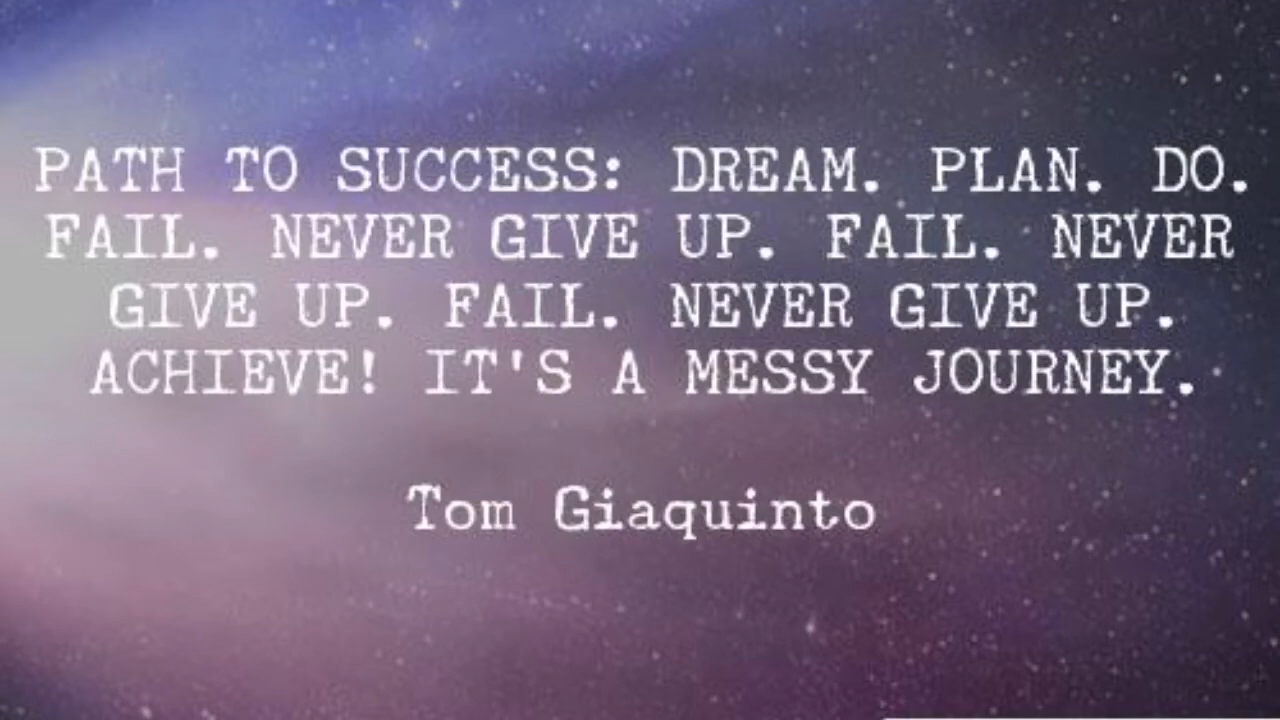 PATH TO SUCCESS: DREAM. PLAN. DO.
FAIL. NEVER GIVE UP. FAIL. NEVER
GIVE UP. FAIL. NEVER GIVE UP.
ACHIEVE! IT'S A MESSY JOURNEY.
Tom Giaquinto